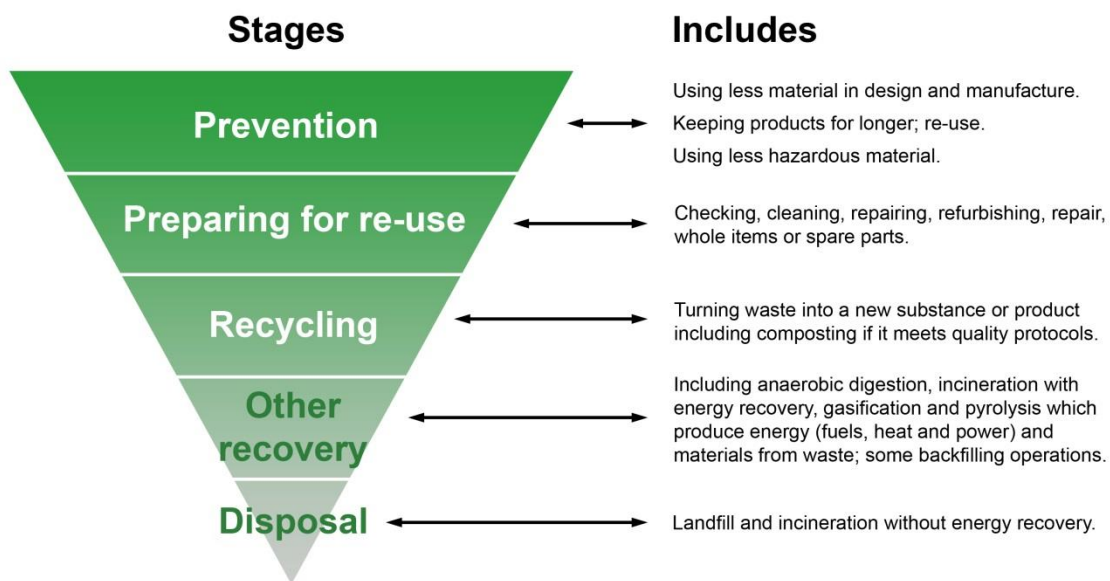 Stages
Includes
Prevention
Using less material in design and manufacture.
Keeping products for longer; re-use.
Using less hazardous material.
Preparing for re-use
Checking, cleaning, repairing, refurbishing, repair,
whole items or spare parts.
Recycling
Turning waste into a new substance or product
including composting if it meets quality protocols.
Other
recovery
Including anaerobic digestion, incineration with
energy recovery, gasification and pyrolysis which
produce energy (fuels, heat and power) and
materials from waste; some backfilling operations.
Disposal
Landfill and incineration without energy recovery.